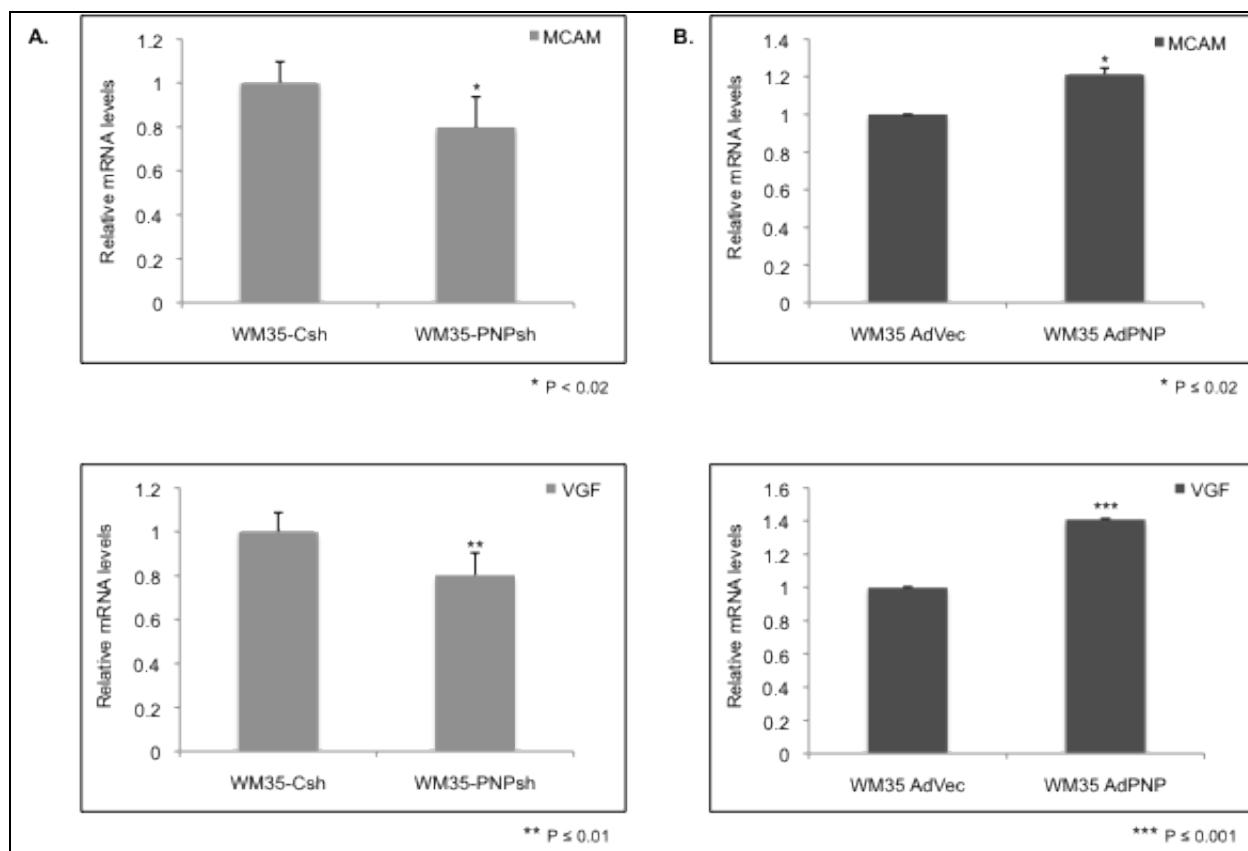 A.
MCAM
1.2
1
0.8
0.6
0.4
0.2
0
Relative mRNA levels
*
WM35-Csh WM35-PNPsh
* P < 0.02
B.
MCAM
1.4
1.2
1
0.8
0.6
0.4
0.2
0
Relative mRNA levels
*
WM35 AdVec WM35 AdPNP
* P ≤ 0.02
VGF
1.2
1
0.8
0.6
0.4
0.2
0
Relative mRNA levels
**
WM35-Csh WM35-PNPsh
** P ≤ 0.01
VGF
1.6
1.4
1.2
1
0.8
0.6
0.4
0.2
0
Relative mRNA levels
***
WM35 AdVec WM35 AdPNP
*** P ≤ 0.001